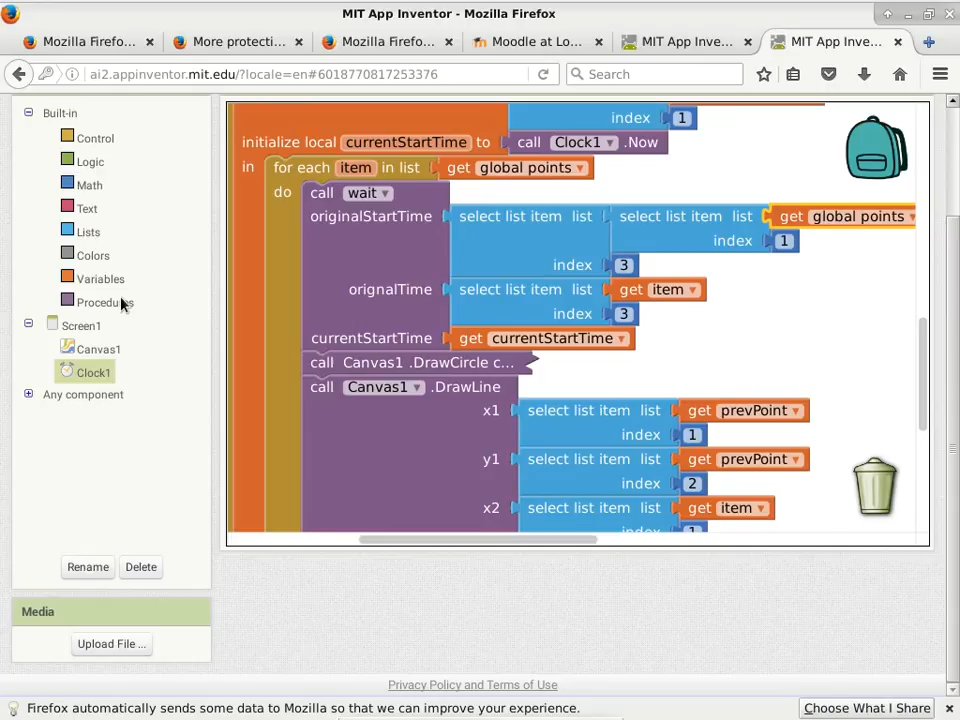 MIT App Inventor - Mozilla Firefox
Mozilla Firefo...
More protecti...
Mozilla Firefo...
Moodle at Lo...
MIT App Inve...
MIT App Inve...
ai2.appinventor.mit.edu/?locale=en#6018770817253376
Search
Built-in
Control
Logic
Math
Text
Lists
Colors
Variables
Procedures
Screen1
Canvas1
Clock1
Any component
Rename Delete
Media
Upload File ...
index 1
initialize local currentStartTime to call Clock1 .Now
in for each item in list get global points
do call wait
originalStartTime select list item list select list item list get global points
index 1
index 3
orignalTime select list item list get item
index 3
currentStartTime get currentStartTime
call Canvas1 .DrawCircle c...
call Canvas1 .DrawLine
x1 select list item list get prevPoint
index 1
y1 select list item list get prevPoint
index 2
x2 select list item list get item
index 1
Privacy Policy and Terms of Use
Firefox automatically sends some data to Mozilla so that we can improve your experience.
Choose What I Share